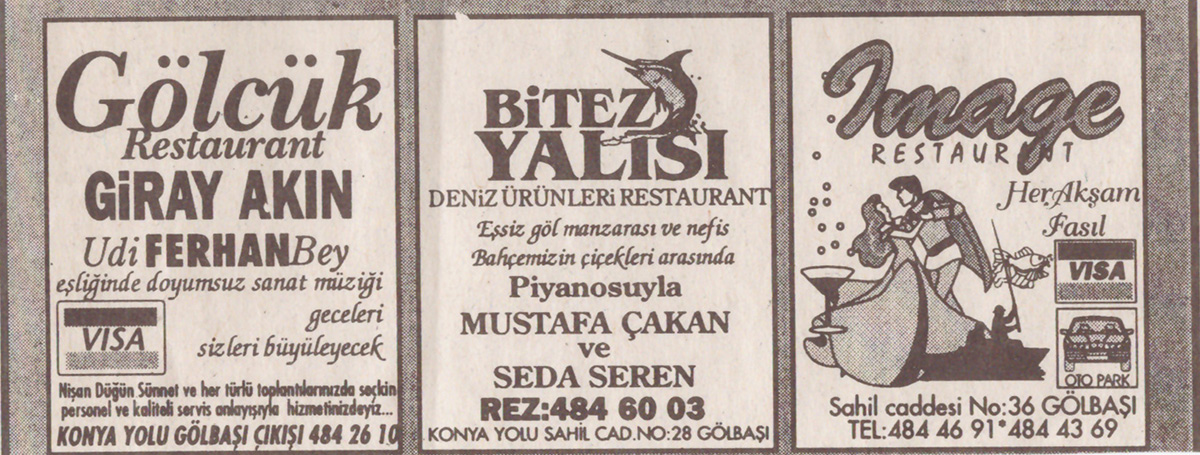 Gölcük
Restaurant
GiRAY AKIN
Udi FERHAN Bey
eşliğinde doyumsuz sanat müziği
geceleri
sizleri büyüleyecek
VISA
Nişan Düğün Sünnet ve her türlü toplantılarınızda seçkin
personel ve kaliteli servis anlayışıyla hizmetinizdeyiz...
KONYA YOLU GÖLBAŞI ÇIKIŞI 484 26 10
BiTEZ
YALISI
DENİZ ÜRÜNLERİ RESTAURANT
Eşsiz göl manzarası ve nefis
Bahçemizin çiçekleri arasında
Piyanosuyla
MUSTAFA ÇAKAN
ve
SEDA SEREN
REZ:484 60 03
KONYA YOLU SAHİL CAD.NO:28 GÖLBAŞI
Image
RESTAURANT
Her Akşam
Fasıl
VISA
OTO PARK
Sahil caddesi No:36 GÖLBAŞI
TEL:484 46 91*484 43 69